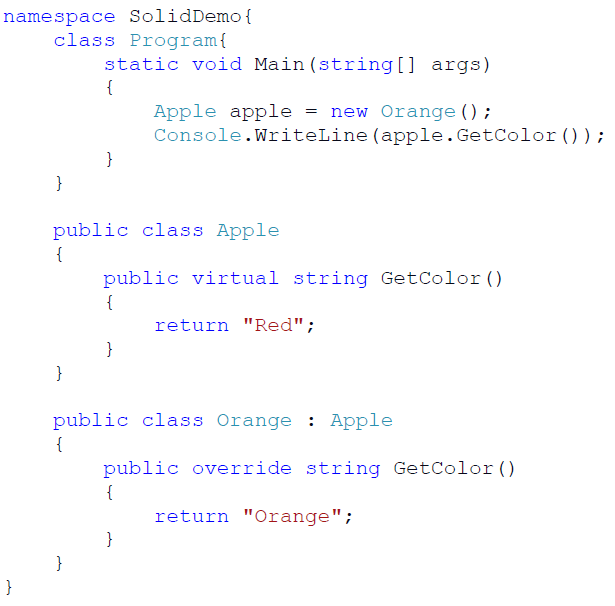 namespace SolidDemo{
    class Program{
        static void Main(string[] args)
        {
            Apple apple = new Orange();
            Console.WriteLine(apple.GetColor());
        }
    }

    public class Apple
    {
        public virtual string GetColor()
        {
            return "Red";
        }
    }

    public class Orange : Apple
    {
        public override string GetColor()
        {
            return "Orange";
        }
    }
}